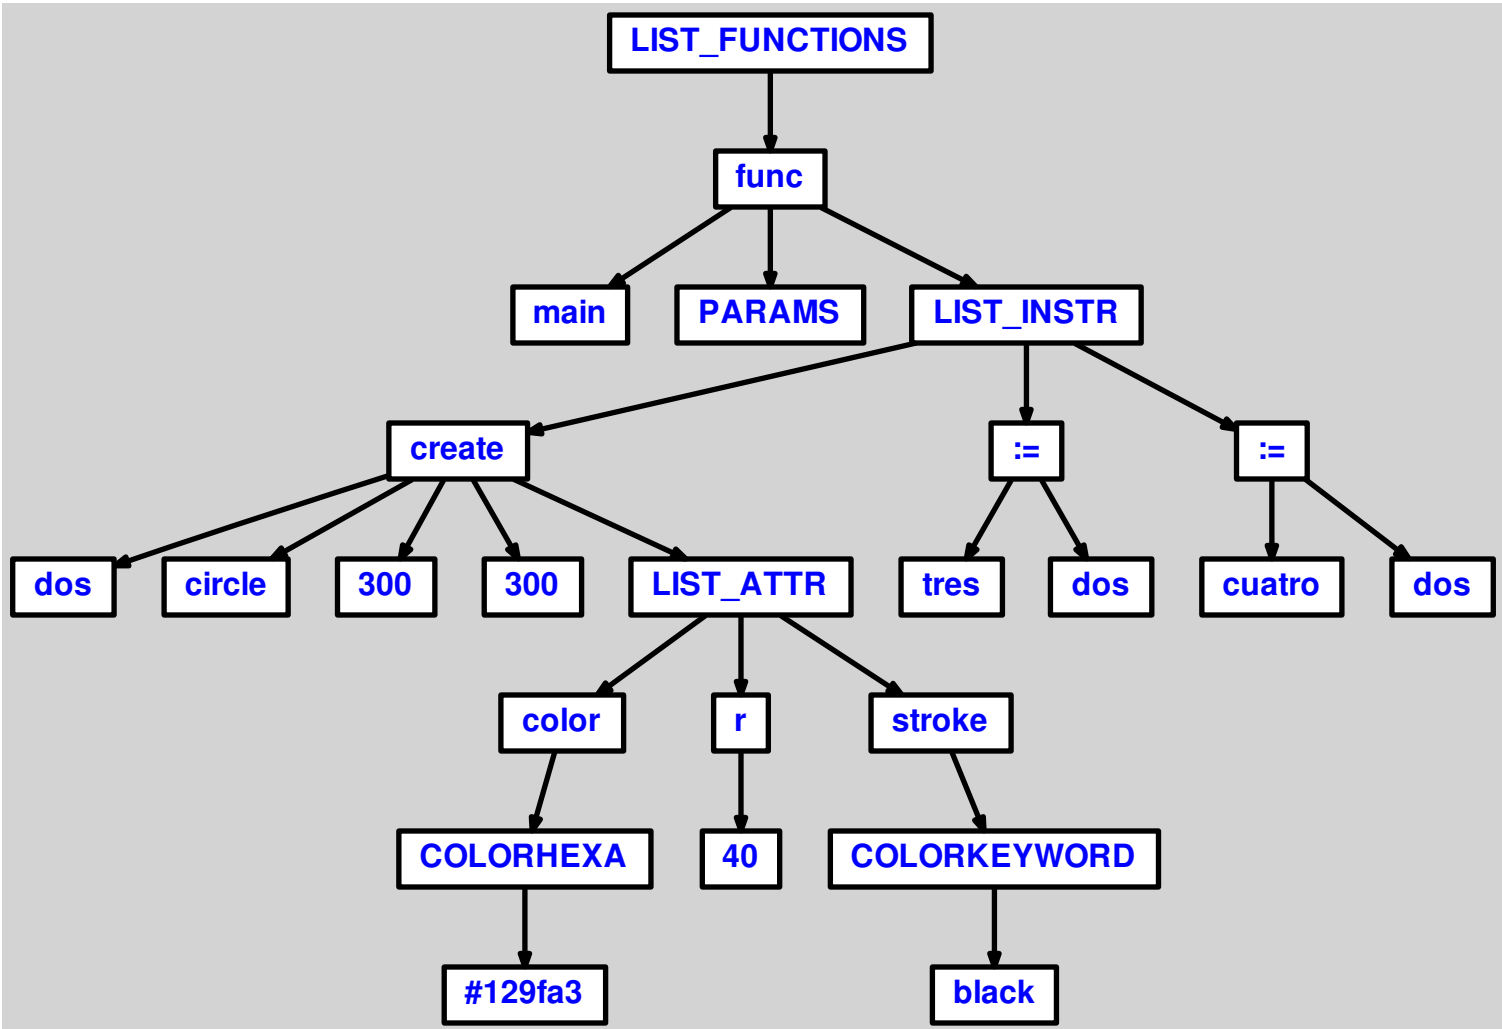 LIST_FUNCTIONS
func
main PARAMS LIST_INSTR
create := :=
dos circle 300 300 LIST_ATTR tres dos cuatro dos
color r stroke
COLORHEXA 40 COLORKEYWORD
#129fa3 black